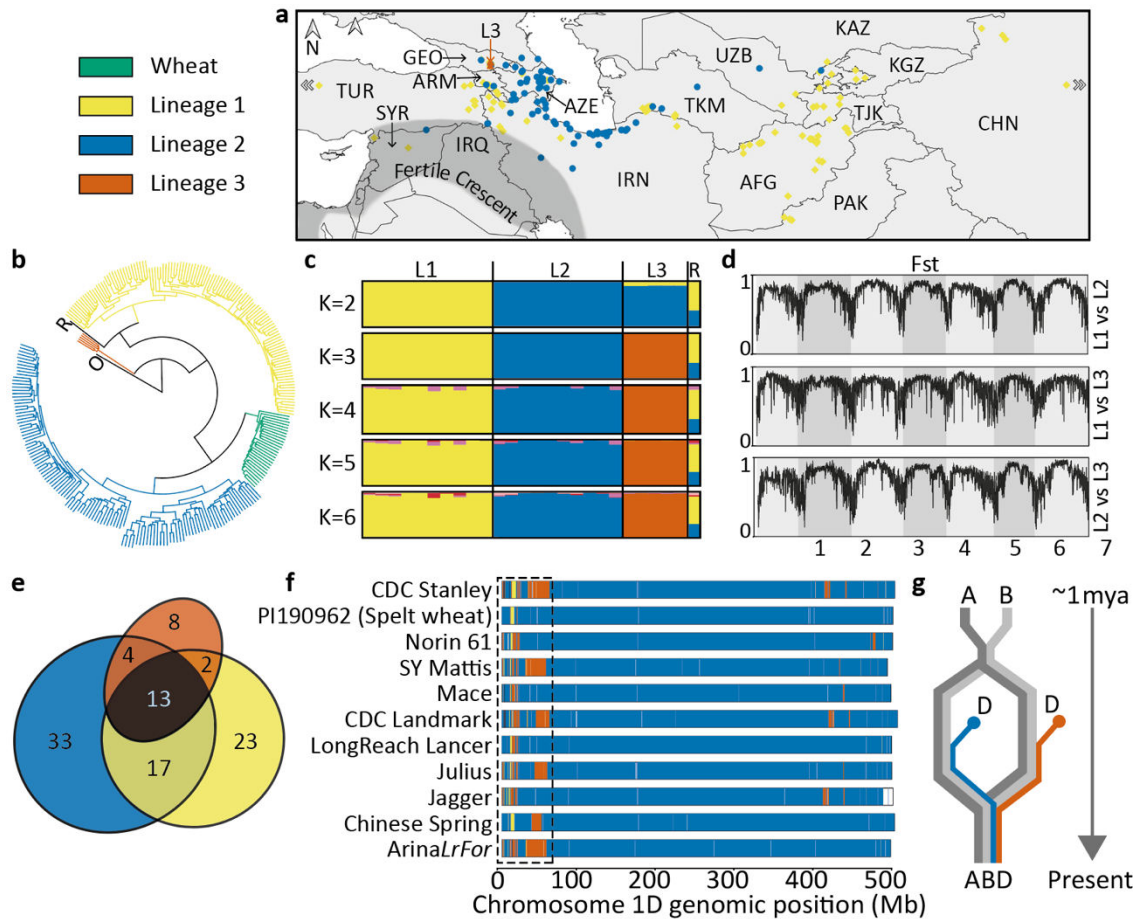 Wheat
Lineage 1
Lineage 2
Lineage 3
a
N
L3
GEO
ARM
TUR
SYR
IRQ
Fertile Crescent
AZE
IRN
UZB
TKM
KAZ
KGZ
TJK
AFG
PAK
CHN
b
R
O
c
L1 L2 L3 R
K=2
K=3
K=4
K=5
K=6
d
Fst
1
0
L1 vs L2
1
0
L1 vs L3
1
0
L2 vs L3
1 2 3 4 5 6 7
e
8
4 2
13
33 23
17
f
CDC Stanley
PI190962 (Spelt wheat)
Norin 61
SY Mattis
Mace
CDC Landmark
LongReach Lancer
Julius
Jagger
Chinese Spring
ArinaLrFor
0 100 200 300 400 500
Chromosome 1D genomic position (Mb)
g
A B ~1mya
D D
ABD Present